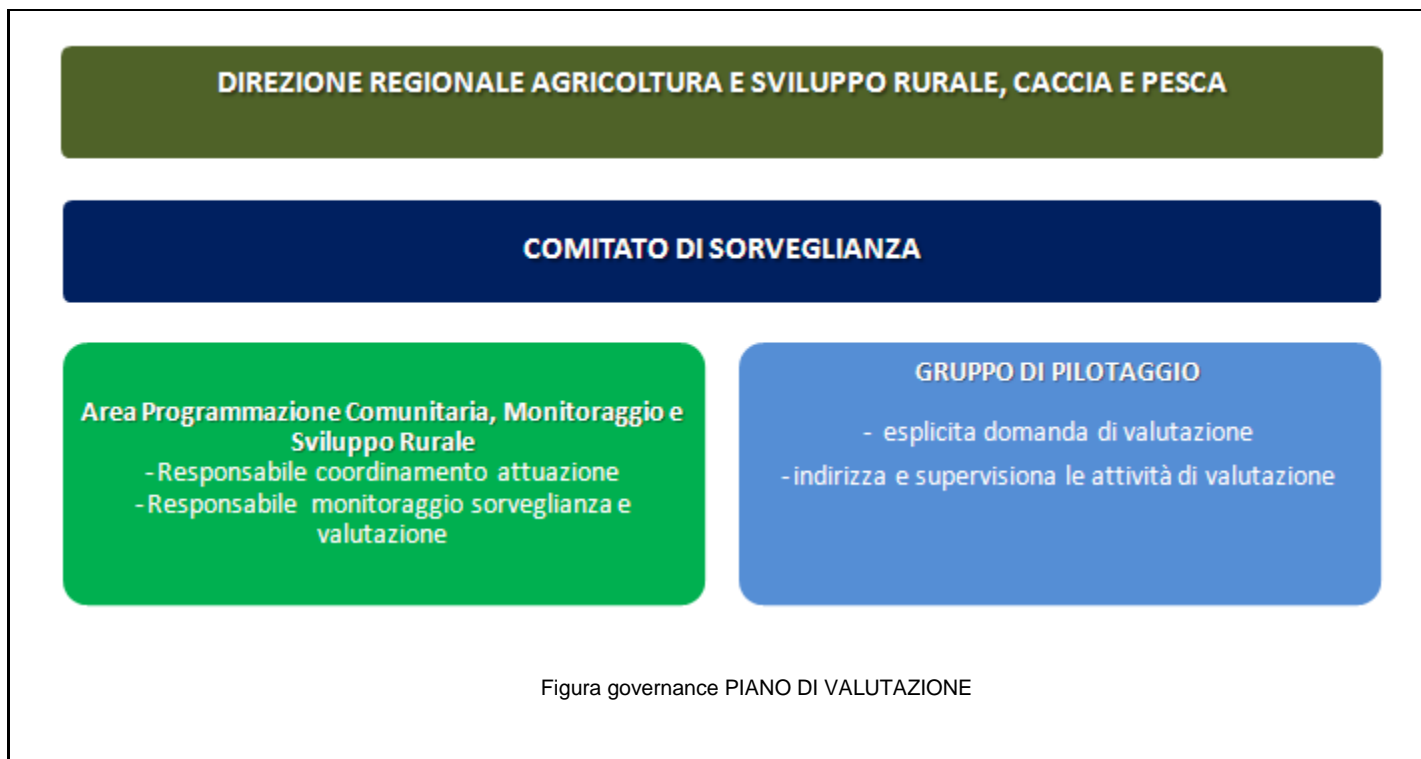 DIREZIONE REGIONALE AGRICOLTURA E SVILUPPO RURALE, CACCIA E PESCA
COMITATO DI SORVEGLIANZA
Area Programmazione Comunitaria, Monitoraggio e
Sviluppo Rurale
- Responsabile coordinamento attuazione
- Responsabile monitoraggio sorveglianza e
valutazione
GRUPPO DI PILOTAGGIO
- esplicita domanda di valutazione
- indirizza e supervisiona le attività di valutazione
Figura governance PIANO DI VALUTAZIONE